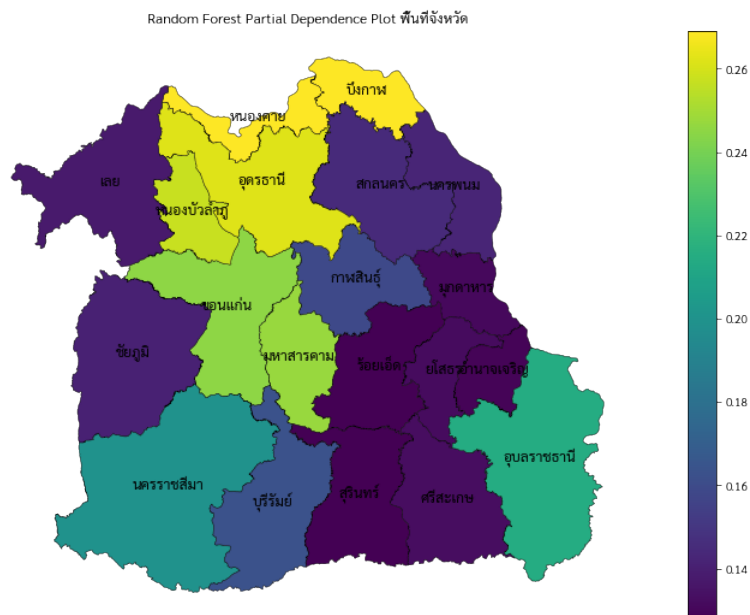 Random Forest Partial Dependence Plot พื้นที่จังหวัด
บึงกาฬ
หนองคาย
เลย
อุดรธานี
สกลนคร
นครพนม
หนองบัวลำภู
กาฬสินธุ์
มุกดาหาร
ขอนแก่น
ชัยภูมิ
มหาสารคาม
ร้อยเอ็ด
ยโสธร
อำนาจเจริญ
อุบลราชธานี
นครราชสีมา
บุรีรัมย์
สุรินทร์
ศรีสะเกษ
0.26
0.24
0.22
0.20
0.18
0.16
0.14